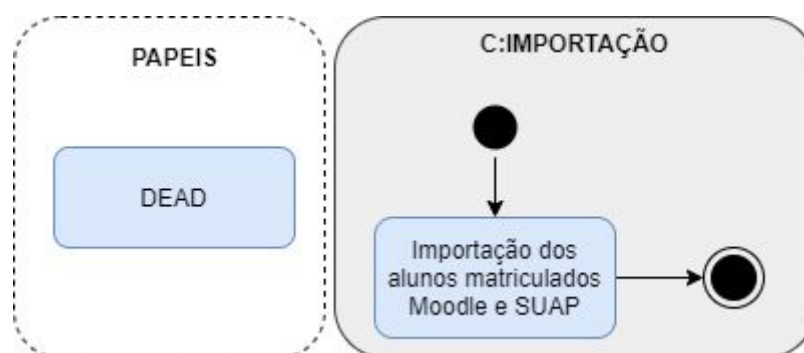 PAPEIS
DEAD
C:IMPORTAÇÃO
Importação dos
alunos matriculados
Moodle e SUAP